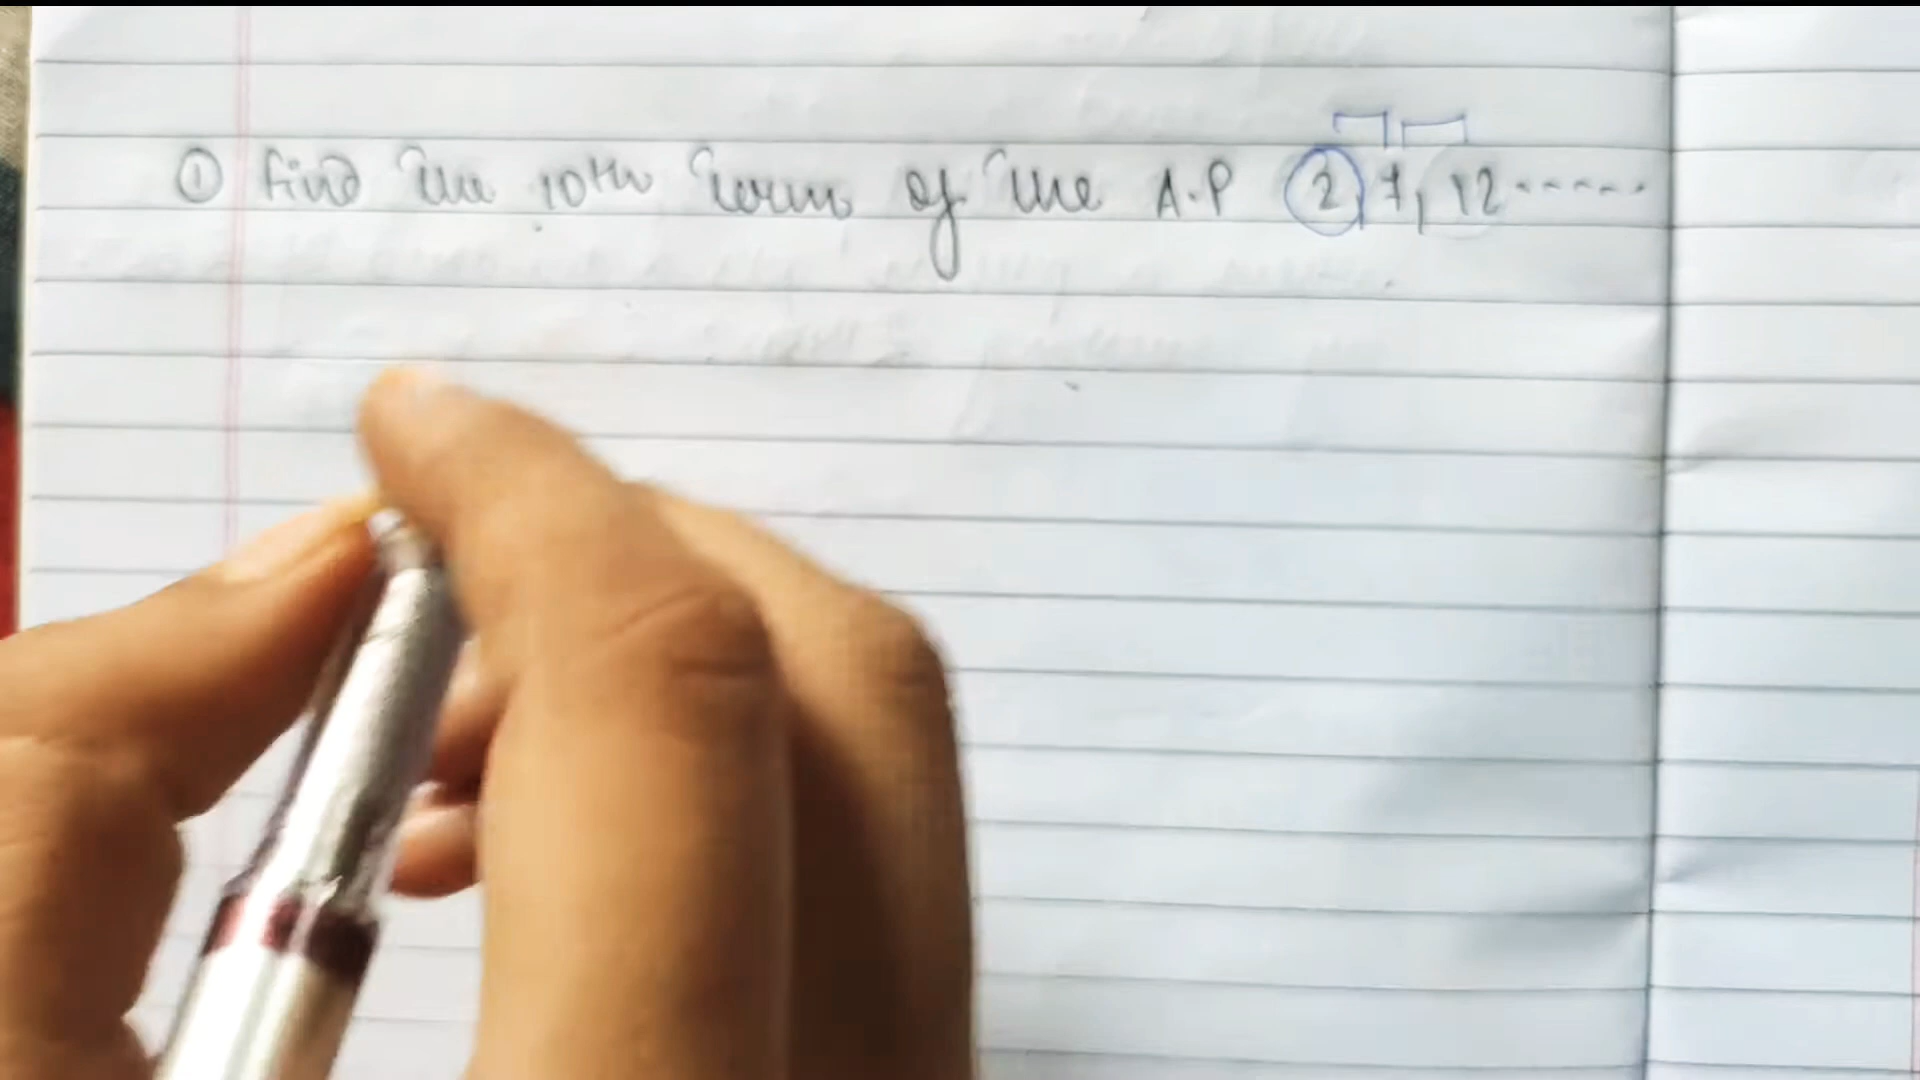 ① find the 10th term of the A.P 2, 7, 12-----